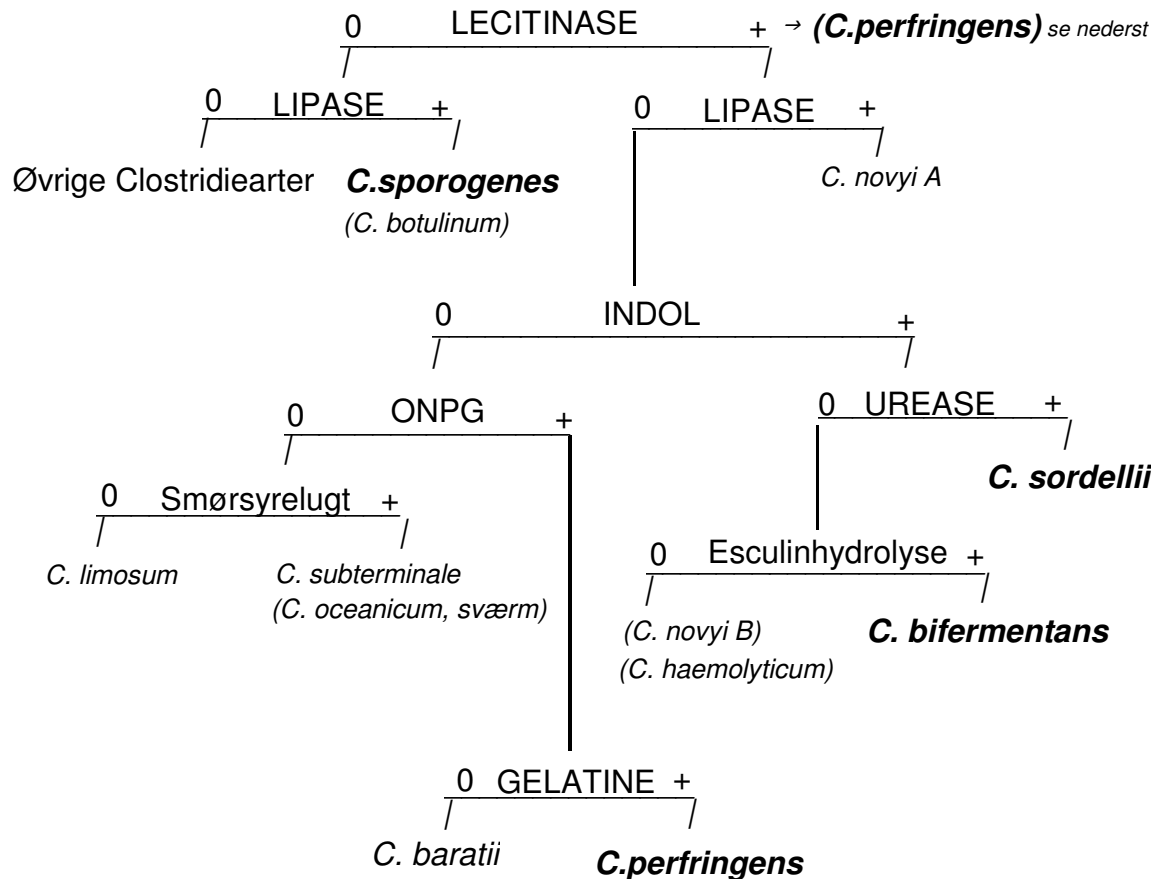 0 LECITINASE + → (C.perfringens) se nederst
0 LIPASE + 0 LIPASE +
Øvrige Clostridiearter C.sporogenes C. novyi A
(C. botulinum)
0 INDOL +
0 ONPG + 0 UREASE +
C. sordellii
0 Smørsyrelugt +
0 Esculinhydrolyse +
C. limosum C. subterminale
(C. oceanicum, sværm)
(C. novyi B) C. bifermentans
(C. haemolyticum)
0 GELATINE +
C. baratii C.perfringens